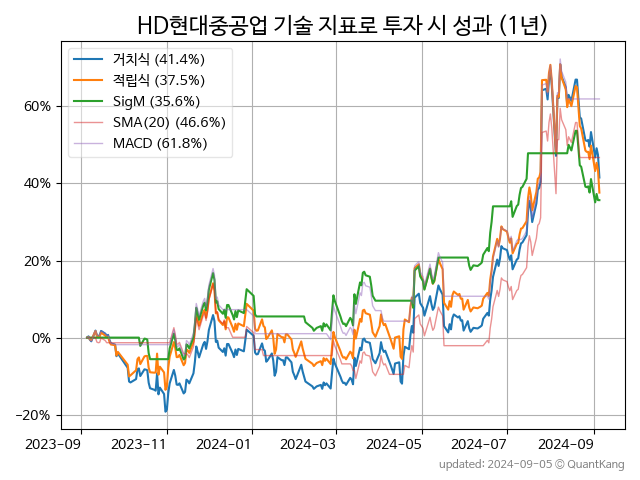 HD현대중공업 기술 지표로 투자 시 성과 (1년)
거치식 (41.4%)
적립식 (37.5%)
SigM (35.6%)
SMA(20) (46.6%)
MACD (61.8%)
60%
40%
20%
0%
−20%
2023−09 2023−11 2024−01 2024−03 2024−05 2024−07 2024−09
updated: 2024−09−05 © QuantKang